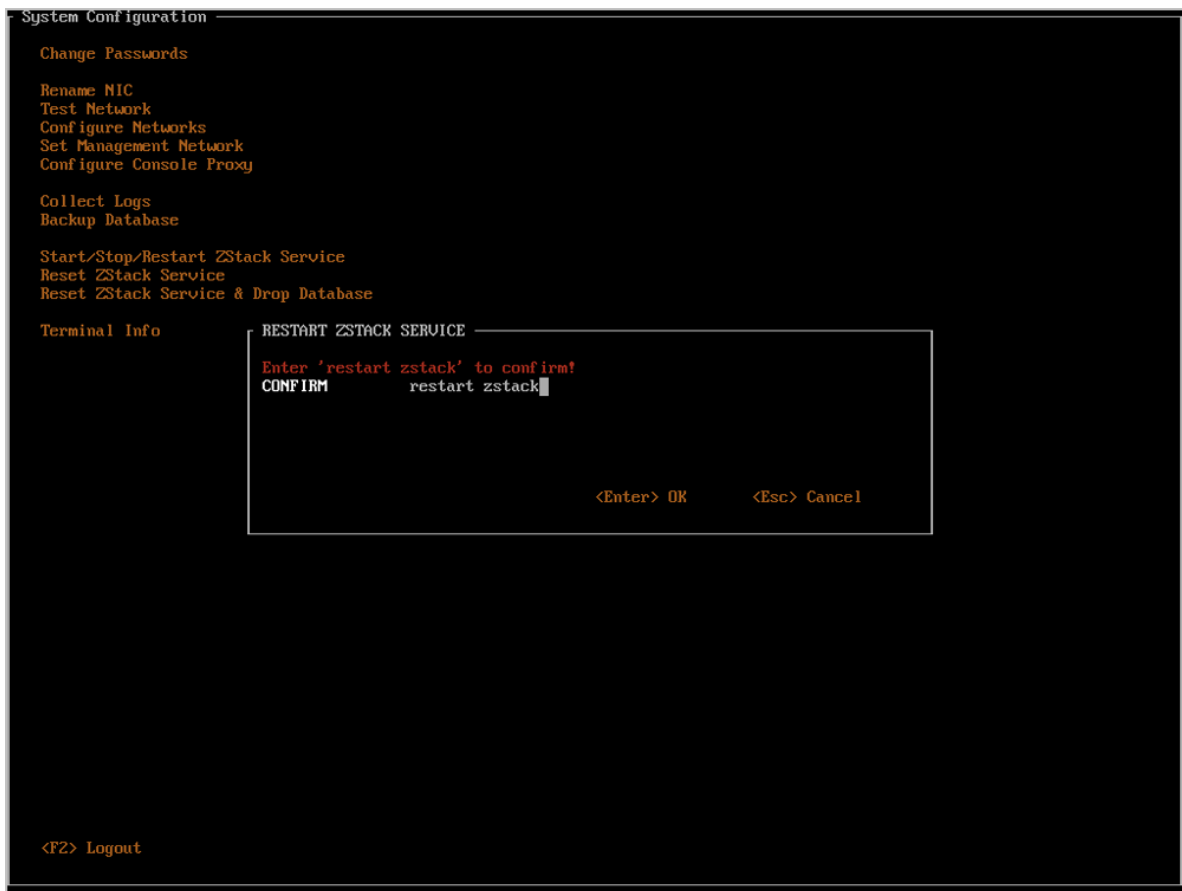 System Configuration
Change Passwords
Rename NIC
Test Network
Configure Networks
Set Management Network
Configure Console Proxy
Collect Logs
Backup Database
Start/Stop/Restart ZStack Service
Reset ZStack Service
Reset ZStack Service & Drop Database
Terminal Info
RESTART ZSTACK SERVICE
Enter 'restart zstack' to confirm!
CONFIRM restart zstack
<Enter> OK <Esc> Cancel
<F2> Logout